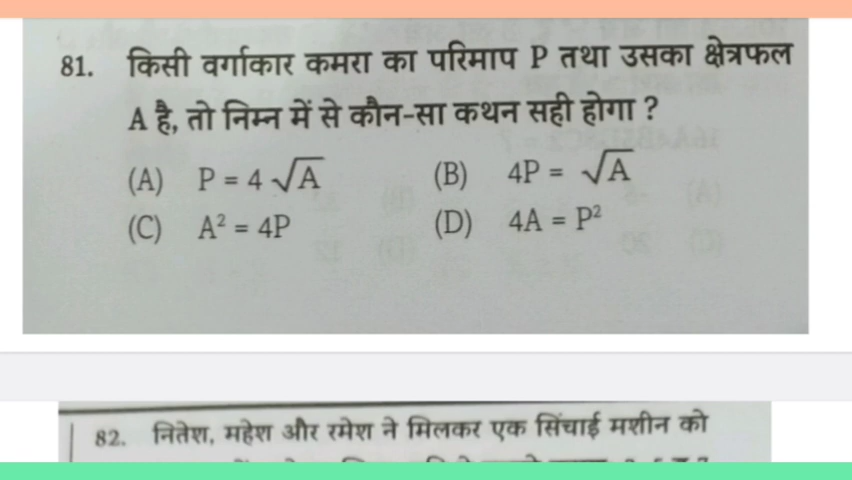 81. किसी वर्गाकार कमरा का परिमाप P तथा उसका क्षेत्रफल
A है, तो निम्न में से कौन-सा कथन सही होगा ?
(A) P = 4 √A (B) 4P = √A
(C) A² = 4P (D) 4A = P²
82. नितेश, महेश और रमेश ने मिलकर एक सिंचाई मशीन को